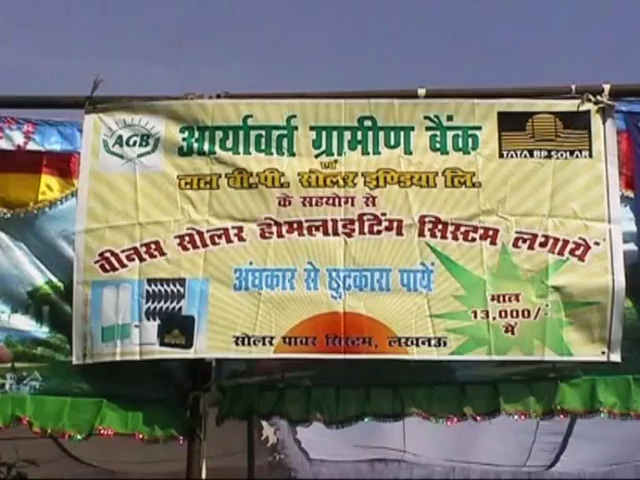 AGB
आर्यावर्त ग्रामीण बैंक
TATA BP SOLAR
एवं
टाटा बी.पी. सोलर इण्डिया लि.
के सहयोग से
वीनस सोलर होमलाइटिंग सिस्टम लगायें
अंधकार से छुटकारा पायें
मात्र
13,000/-
में
सोलर पावर सिस्टम, लखनऊ